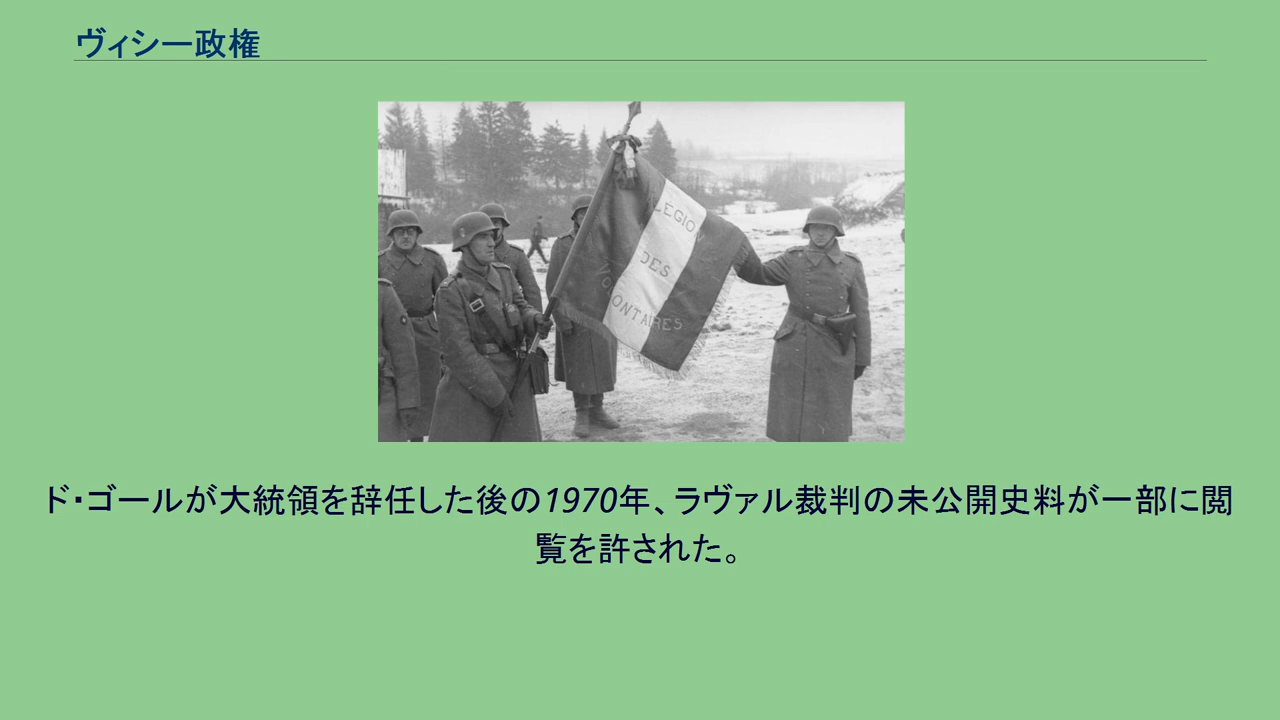 ヴィシー政権
LEGIO
DES
OLONTAIRES
ド・ゴールが大統領を辞任した後の1970年、ラヴァル裁判の未公開史料が一部に閲
覧を許された。